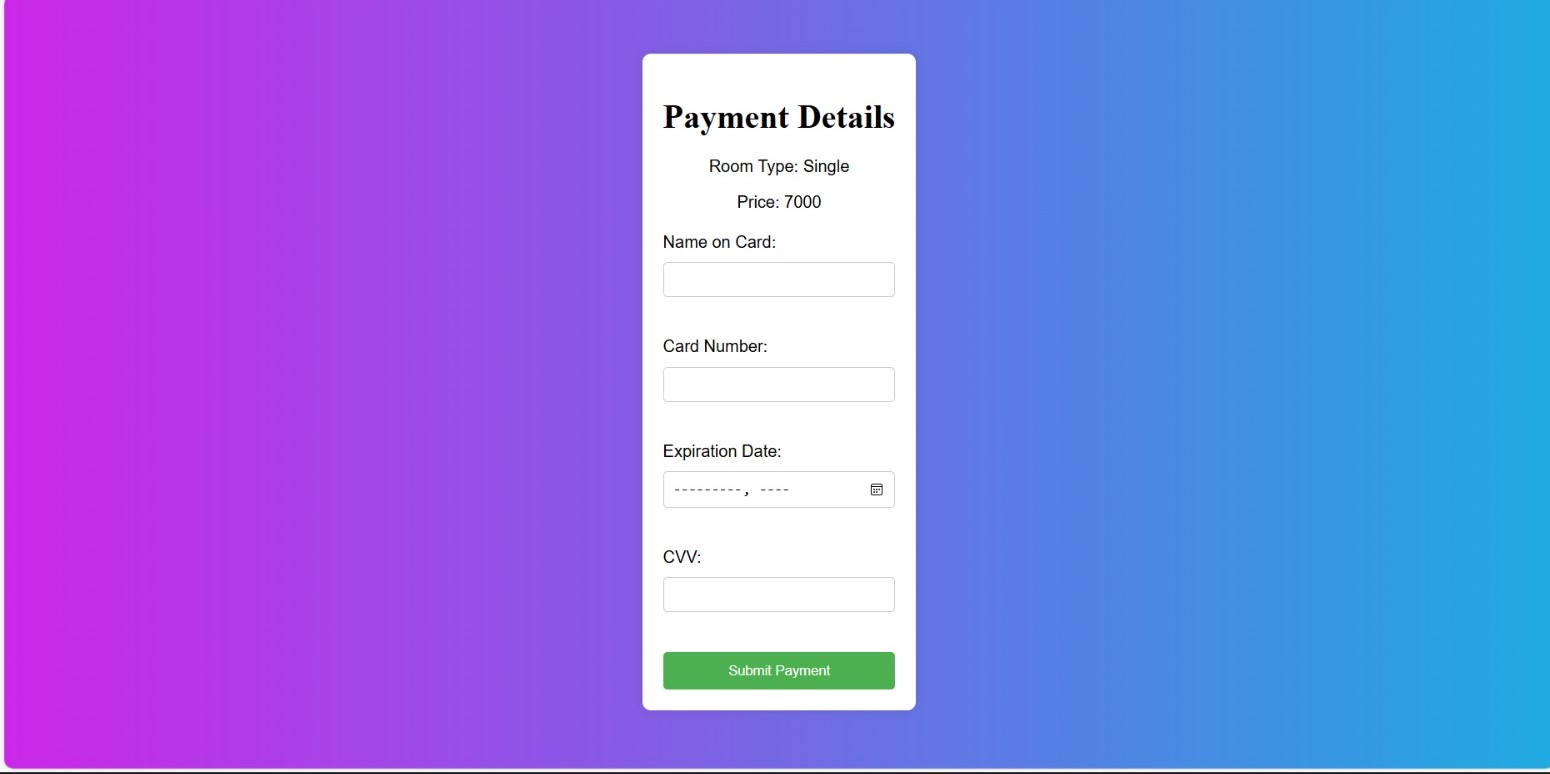 Payment Details
Room Type: Single
Price: 7000
Name on Card:
Card Number:
Expiration Date:
---------, ----
CVV:
Submit Payment